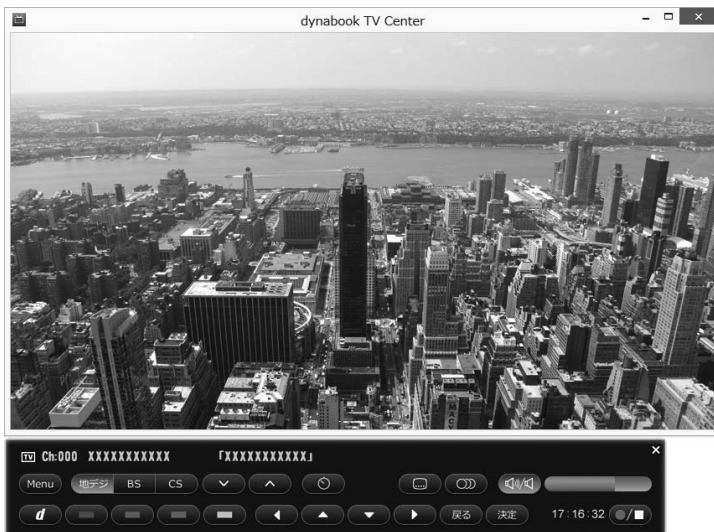 dynabook TV Center
TV Ch:000 XXXXXXXXXXX 「XXXXXXXXXXX」
Menu 地デジ BS CS
d 戻る 決定 17:16:32